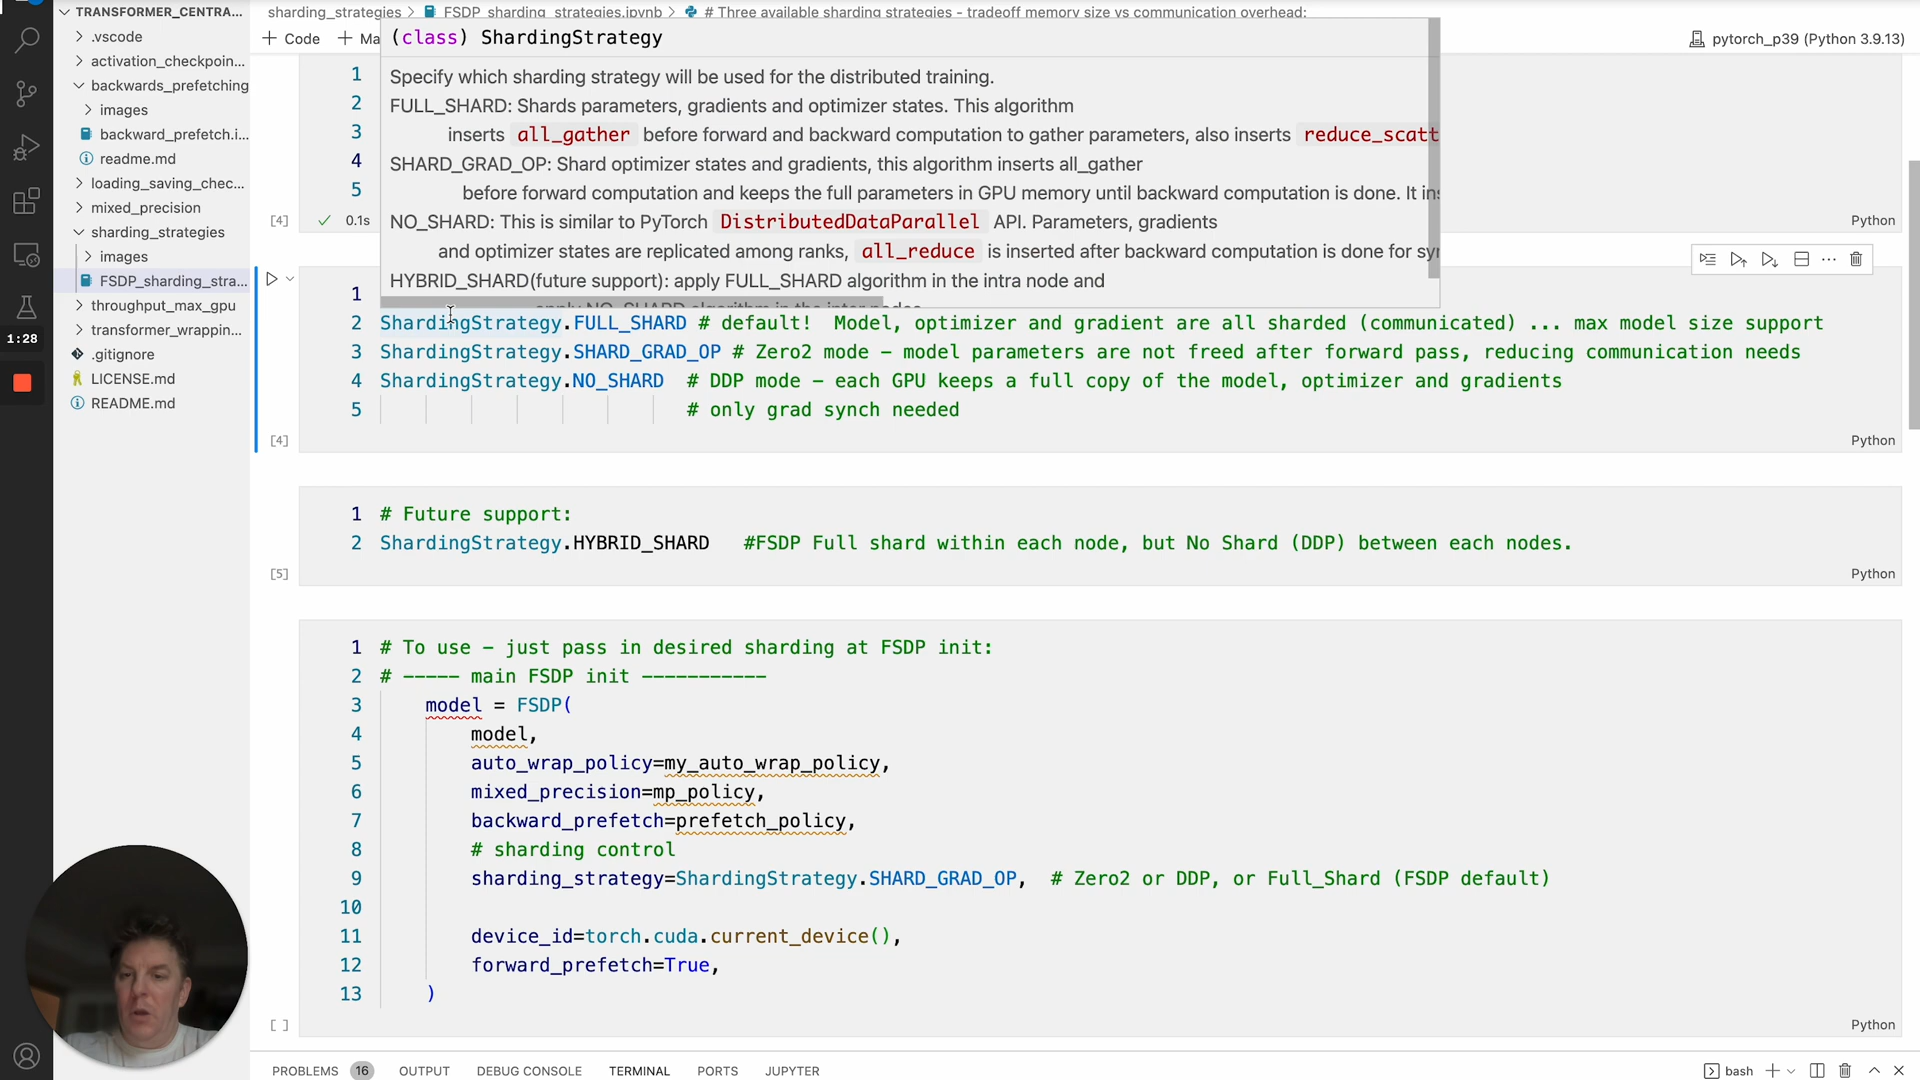 TRANSFORMER_CENTRA...
.vscode
activation_checkpoin...
backwards_prefetching
images
backward_prefetch.i...
readme.md
loading_saving_chec...
mixed_precision
sharding_strategies
images
FSDP_sharding_stra...
throughput_max_gpu
transformer_wrappin...
.gitignore
LICENSE.md
README.md
1:28
sharding_strategies > FSDP_sharding_strategies.ipynb > # Three available sharding strategies - tradeoff memory size vs communication overhead:
+ Code + Ma
pytorch_p39 (Python 3.9.13)
(class) ShardingStrategy
Specify which sharding strategy will be used for the distributed training.
FULL_SHARD: Shards parameters, gradients and optimizer states. This algorithm
inserts all_gather before forward and backward computation to gather parameters, also inserts reduce_scatt
SHARD_GRAD_OP: Shard optimizer states and gradients, this algorithm inserts all_gather
before forward computation and keeps the full parameters in GPU memory until backward computation is done. It ins
NO_SHARD: This is similar to PyTorch DistributedDataParallel API. Parameters, gradients
and optimizer states are replicated among ranks, all_reduce is inserted after backward computation is done for syn
HYBRID_SHARD(future support): apply FULL_SHARD algorithm in the intra node and
apply NO_SHARD algorithm in the inter nodes
1
2
3
4
5
[4] 0.1s
Python
1
2 ShardingStrategy.FULL_SHARD # default! Model, optimizer and gradient are all sharded (communicated) ... max model size support
3 ShardingStrategy.SHARD_GRAD_OP # Zero2 mode - model parameters are not freed after forward pass, reducing communication needs
4 ShardingStrategy.NO_SHARD # DDP mode - each GPU keeps a full copy of the model, optimizer and gradients
5 # only grad synch needed
[4] Python
1 # Future support:
2 ShardingStrategy.HYBRID_SHARD #FSDP Full shard within each node, but No Shard (DDP) between each nodes.
[5] Python
1 # To use - just pass in desired sharding at FSDP init:
2 # ----- main FSDP init -----------
3 model = FSDP(
4 model,
5 auto_wrap_policy=my_auto_wrap_policy,
6 mixed_precision=mp_policy,
7 backward_prefetch=prefetch_policy,
8 # sharding control
9 sharding_strategy=ShardingStrategy.SHARD_GRAD_OP, # Zero2 or DDP, or Full_Shard (FSDP default)
10
11 device_id=torch.cuda.current_device(),
12 forward_prefetch=True,
13 )
[ ] Python
PROBLEMS 16 OUTPUT DEBUG CONSOLE TERMINAL PORTS JUPYTER
bash